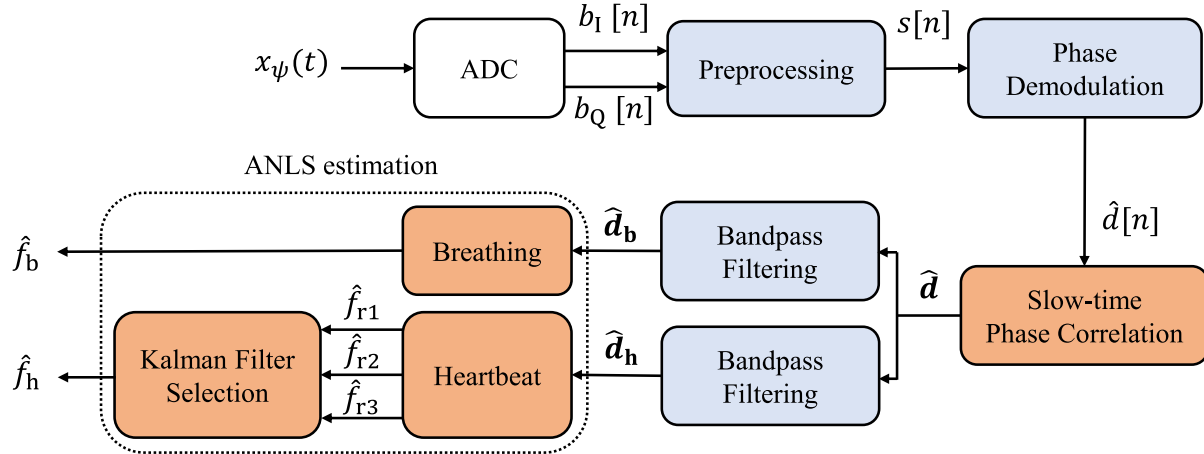 x_ψ(t)
ADC
b_I [n]
b_Q [n]
Preprocessing
s[n]
Phase
Demodulation
d̂[n]
Slow-time
Phase Correlation
d̂
Bandpass
Filtering
Bandpass
Filtering
d̂_b
d̂_h
ANLS estimation
Breathing
Heartbeat
f̂_r1
f̂_r2
f̂_r3
Kalman Filter
Selection
f̂_b
f̂_h